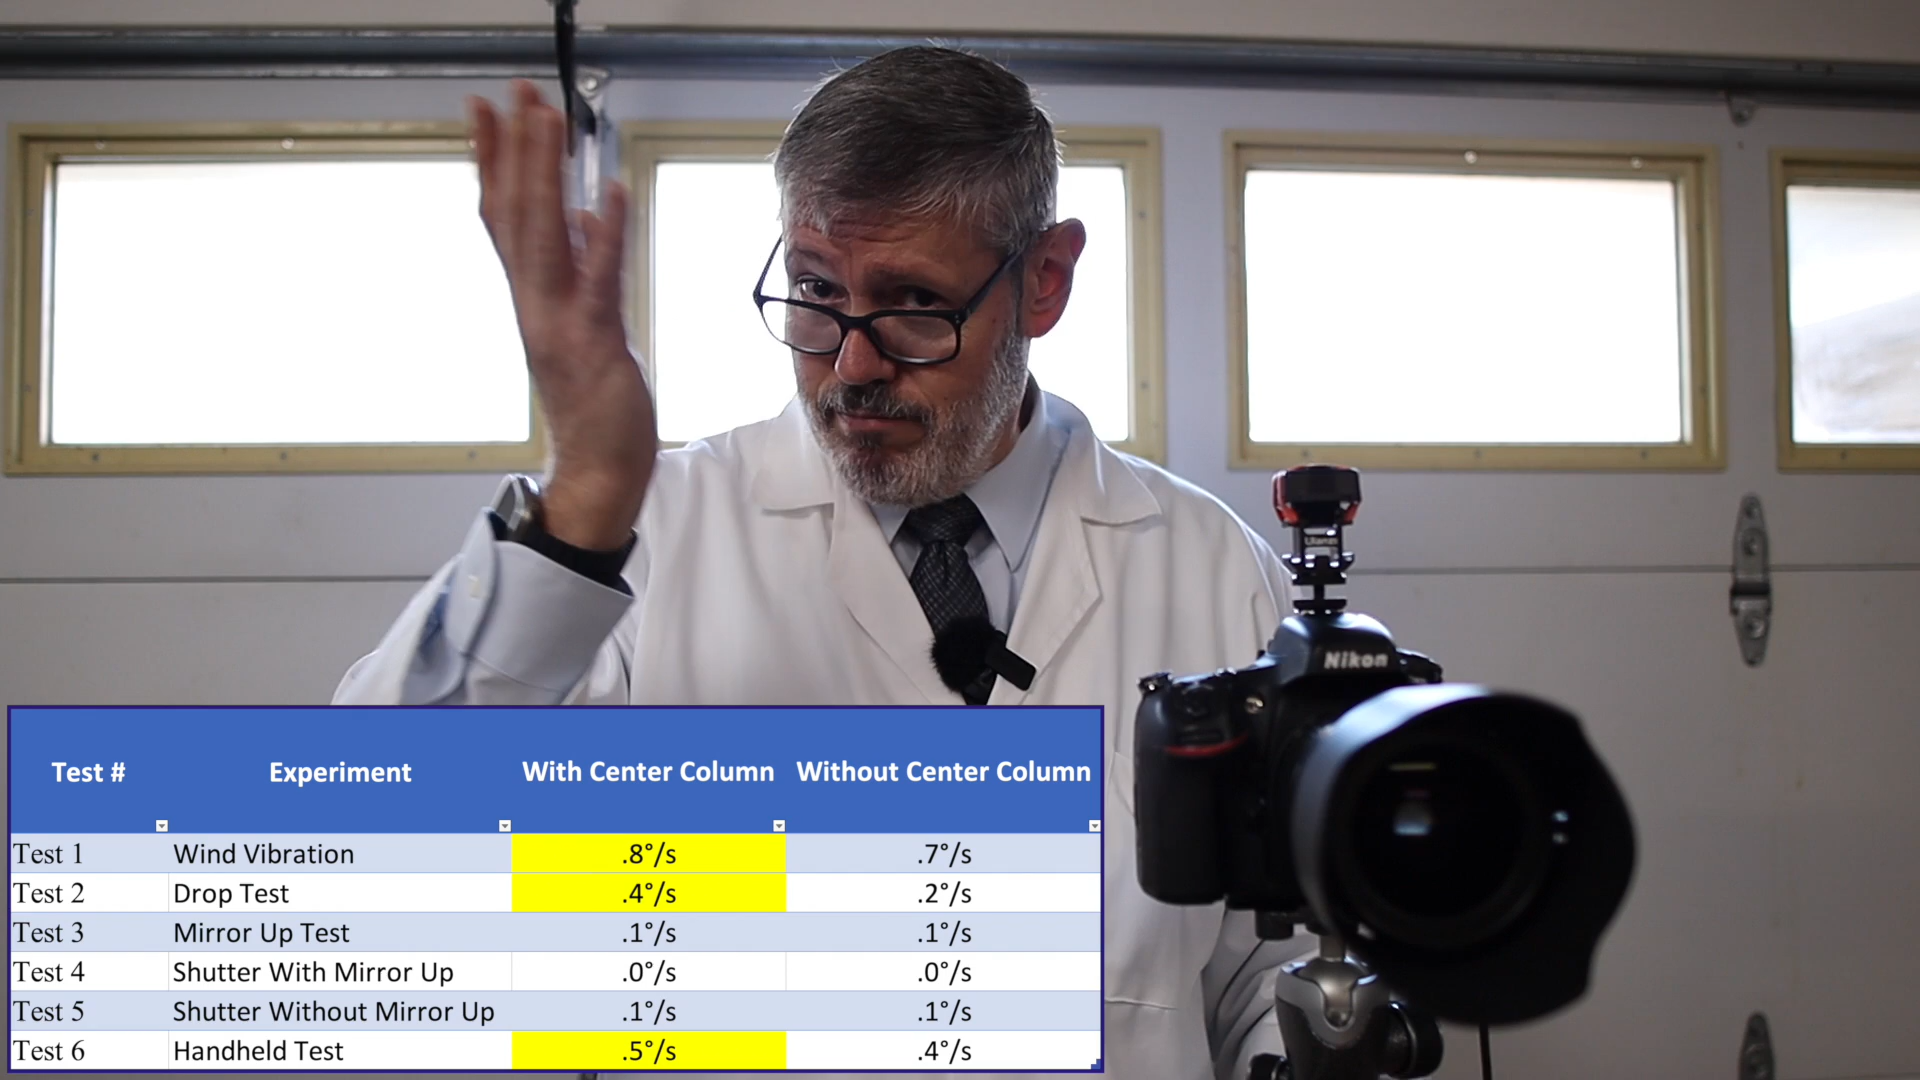 Ulanzi
Nikon
Test # Experiment With Center Column Without Center Column
Test 1 Wind Vibration .8°/s .7°/s
Test 2 Drop Test .4°/s .2°/s
Test 3 Mirror Up Test .1°/s .1°/s
Test 4 Shutter With Mirror Up .0°/s .0°/s
Test 5 Shutter Without Mirror Up .1°/s .1°/s
Test 6 Handheld Test .5°/s .4°/s